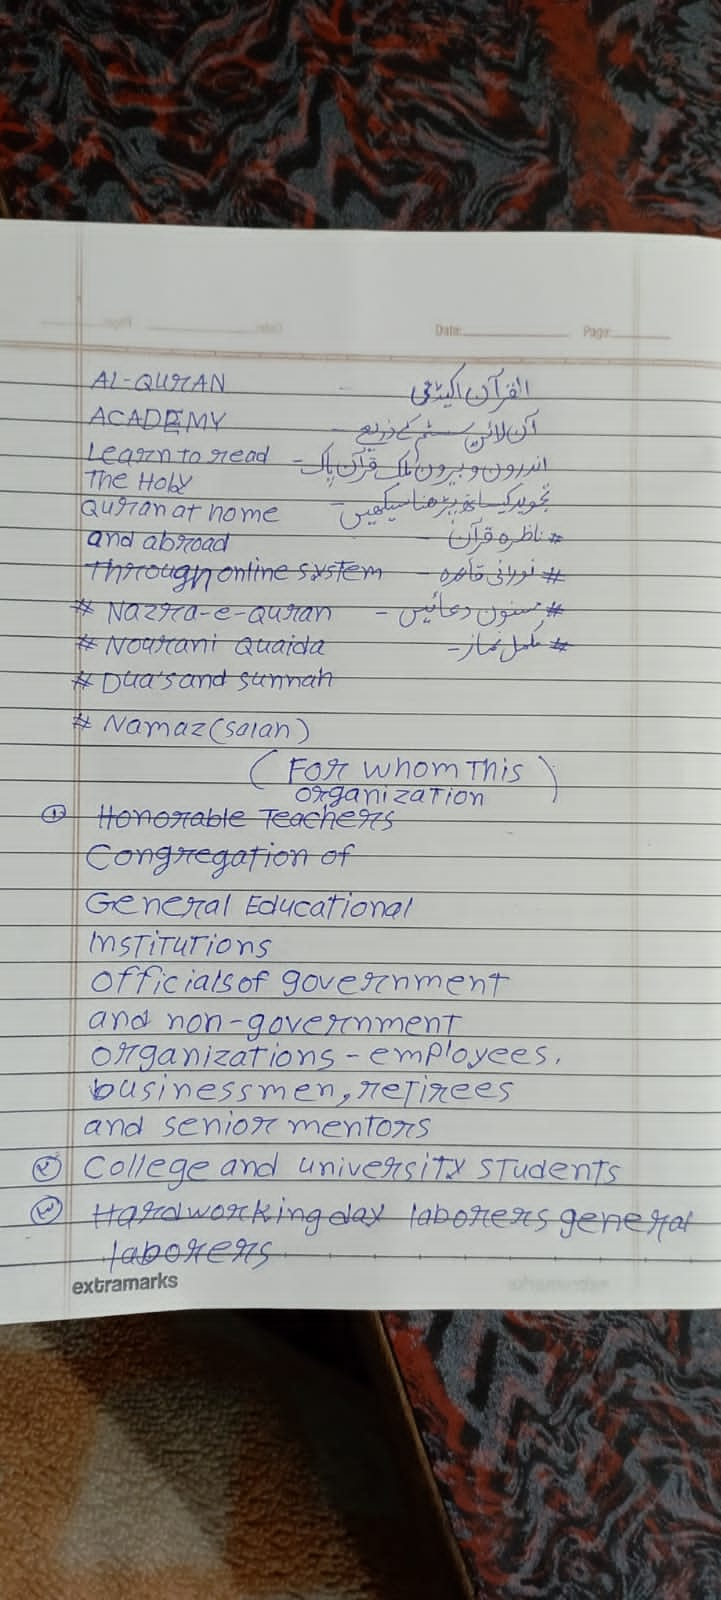 Date: Page:
AL-QURAN
القرآن اکیڈمی
ACADEMY
آن لائن سسٹم کے ذریعے -
Learn to read
اندرون و بیرون ملک قرآن پاک -
The Holy
Quran at home
تجوید کیساتھ پڑھنا سیکھیں -
and abroad
# ناظرہ قرآن -
Through online system
# نورانی قاعدہ -
# Nazra-e-Quran
# مسنون دعائیں -
# Nourani Quaida
# مکمل نماز -
# Dua's and sunnah
# Namaz (salah)
( For whom This )
organization
① Honorable Teachers
Congregation of
General Educational
Institutions
officials of government
and non-government
organizations - employees,
businessmen, retirees
and senior mentors
② College and university students
③ Hardworking day laborers general
laborers
extramarks